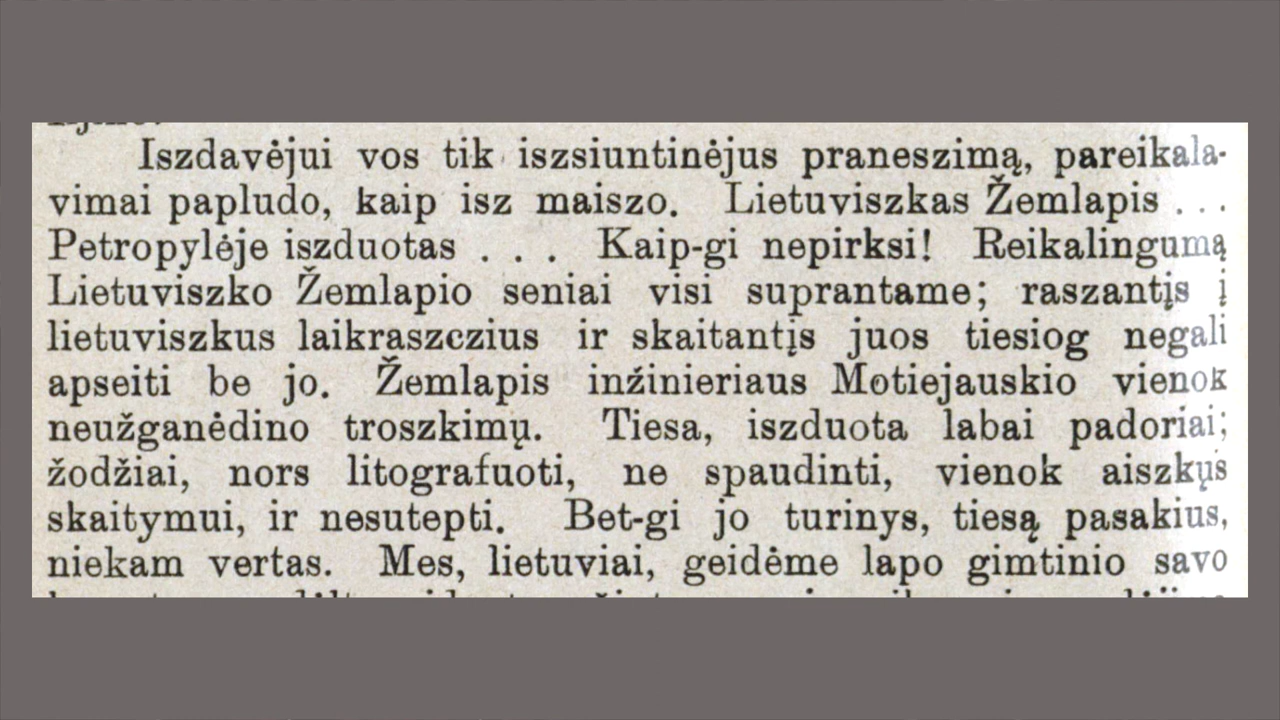 Iszdavėjui vos tik iszsiuntinėjus praneszimą, pareikala-
vimai papludo, kaip isz maiszo. Lietuviszkas Žemlapis . . .
Petropylėje iszduotas . . . Kaip-gi nepirksi! Reikalingumą
Lietuviszko Žemlapio seniai visi suprantame; raszantįs į
lietuviszkus laikraszczius ir skaitantįs juos tiesiog negali
apseiti be jo. Žemlapis inžinieriaus Motiejauskio vienok
neužganėdino troszkimų. Tiesa, iszduota labai padoriai;
žodžiai, nors litografuoti, ne spaudinti, vienok aiszkųs
skaitymui, ir nesutepti. Bet-gi jo turinys, tiesą pasakius,
niekam vertas. Mes, lietuviai, geidėme lapo gimtinio savo